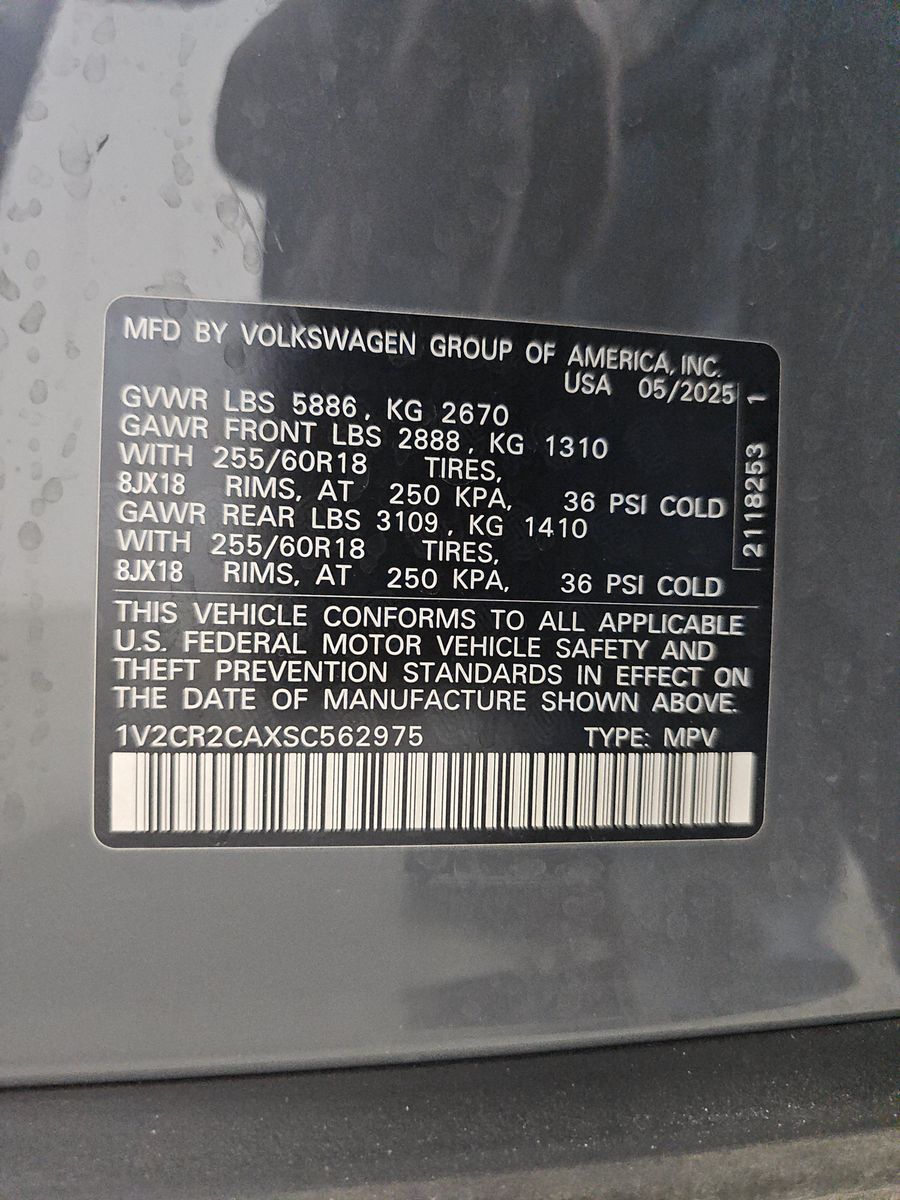 MFD BY VOLKSWAGEN GROUP OF AMERICA, INC.
USA 05/2025
GVWR LBS 5886, KG 2670
GAWR FRONT LBS 2888, KG 1310
WITH 255/60R18 TIRES,
8JX18 RIMS, AT 250 KPA, 36 PSI COLD
GAWR REAR LBS 3109, KG 1410
WITH 255/60R18 TIRES,
8JX18 RIMS, AT 250 KPA, 36 PSI COLD
2118253 1
THIS VEHICLE CONFORMS TO ALL APPLICABLE
U.S. FEDERAL MOTOR VEHICLE SAFETY AND
THEFT PREVENTION STANDARDS IN EFFECT ON
THE DATE OF MANUFACTURE SHOWN ABOVE.
1V2CR2CAXSC562975 TYPE: MPV